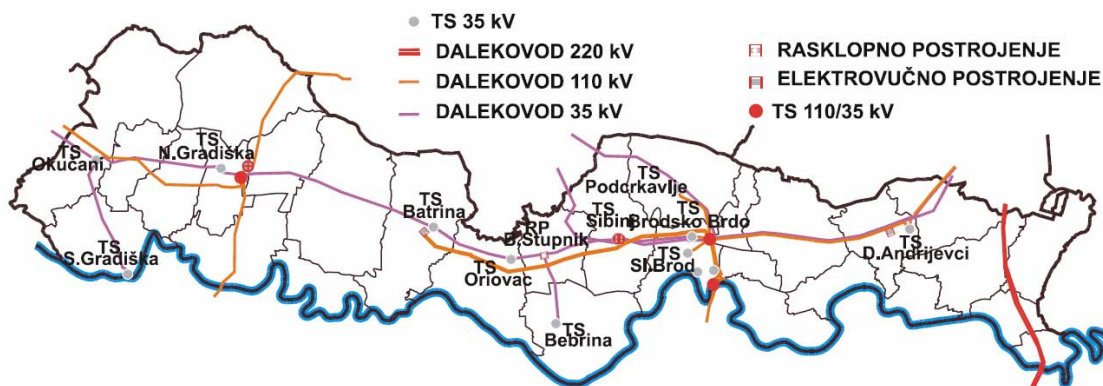 TS 35 kV
DALEKOVOD 220 kV
DALEKOVOD 110 kV
DALEKOVOD 35 kV
RASKLOPNO POSTROJENJE
ELEKTROVUČNO POSTROJENJE
TS 110/35 kV
TS
Okučani
TS
N.Gradiška
TS
S.Gradiška
TS
Batrina
RP
B.Stupnik
TS
Oriovac
TS
Bebrina
TS
Podcrkavlje
TS
Sibinj
TS
Brodsko Brdo
TS
Sl.Brod
TS
D.Andrijevci